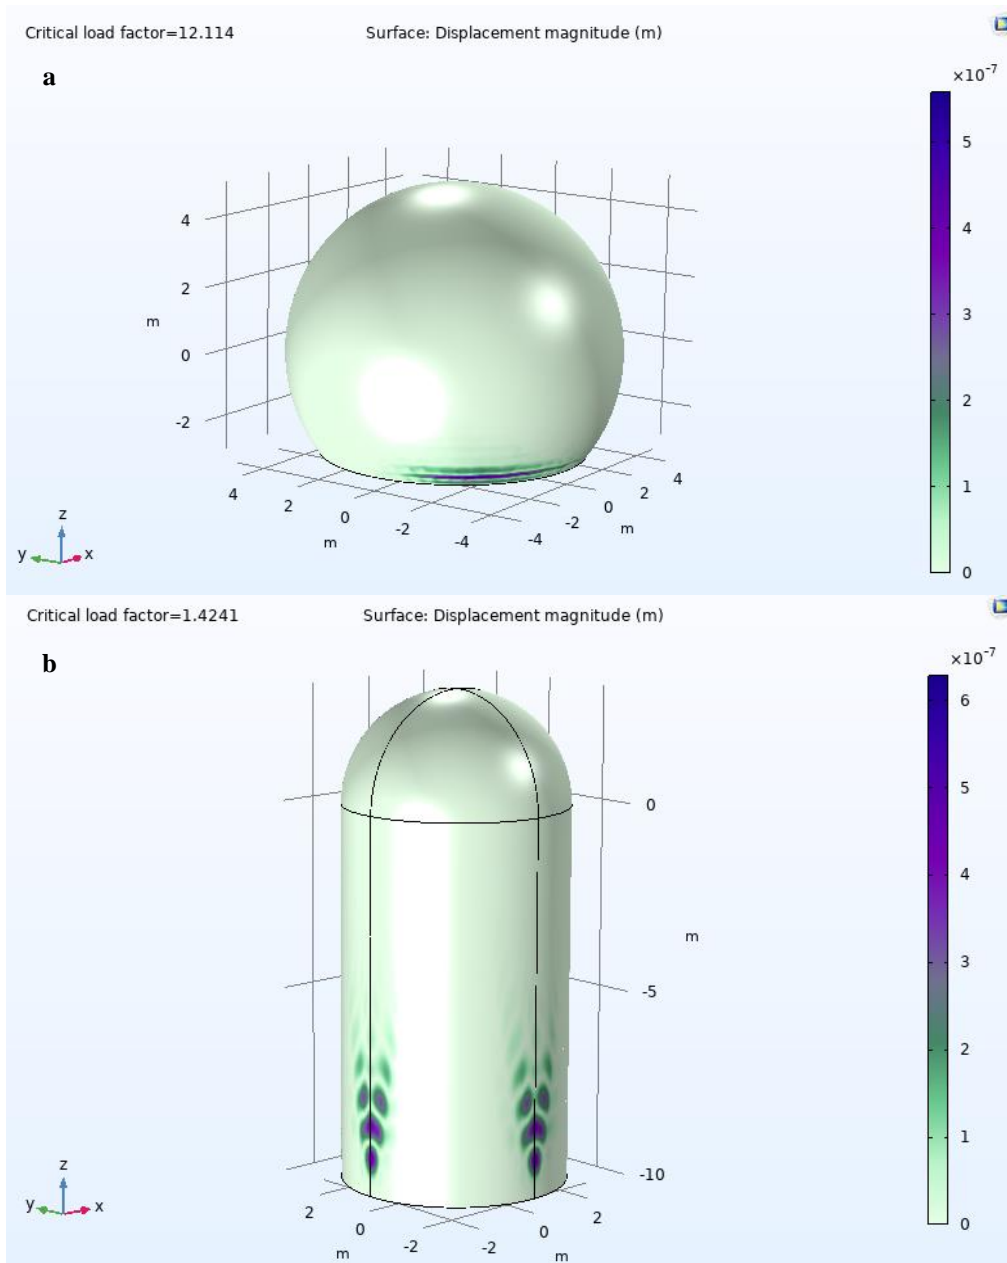 Critical load factor=12.114 Surface: Displacement magnitude (m)
a
×10⁻⁷
5
4
3
2
1
0
4
2
0
-2
m
4
2
0
-2
-4
m
4
2
0
-2
-4
m
z
y
x
Critical load factor=1.4241 Surface: Displacement magnitude (m)
b
×10⁻⁷
6
5
4
3
2
1
0
0
-5
-10
m
2
0
-2
m
2
0
-2
m
z
y
x